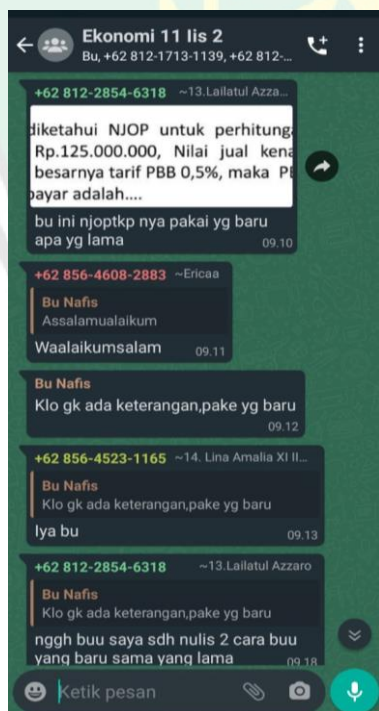 Ekonomi 11 Iis 2
Bu, +62 812-1713-1139, +62 812-...
+62 812-2854-6318 ~13.Lailatul Azza...
diketahui NJOP untuk perhitung
Rp.125.000.000, Nilai jual kena
besarnya tarif PBB 0,5%, maka
bayar adalah....
bu ini njoptkp nya pakai yg baru
apa yg lama
09.10
+62 856-4608-2883 ~Ericaa
Bu Nafis
Assalamualaikum
Waalaikumsalam 09.11
Bu Nafis
Klo gk ada keterangan,pake yg baru
09.12
+62 856-4523-1165 ~14. Lina Amalia XI II...
Bu Nafis
Klo gk ada keterangan,pake yg baru
Iya bu 09.13
+62 812-2854-6318 ~13.Lailatul Azzaro
Bu Nafis
Klo gk ada keterangan,pake yg baru
nggh buu saya sdh nulis 2 cara buu
yang baru sama yang lama 09.18
Ketik pesan